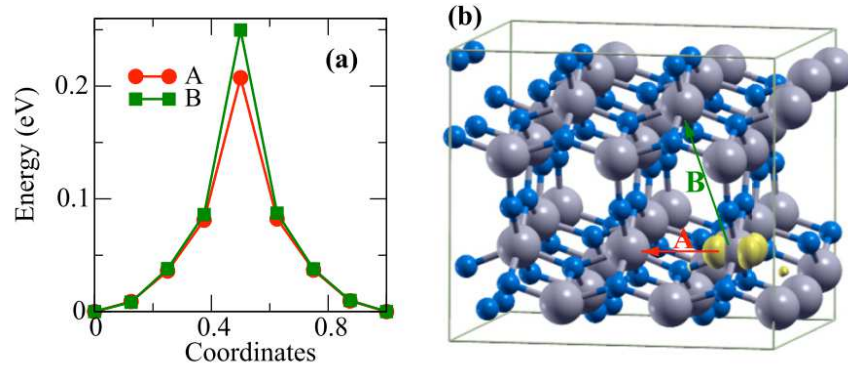 (a)
A
B
0.2
0.1
0
Energy (eV)
0
0.4
0.8
Coordinates
(b)
B
A